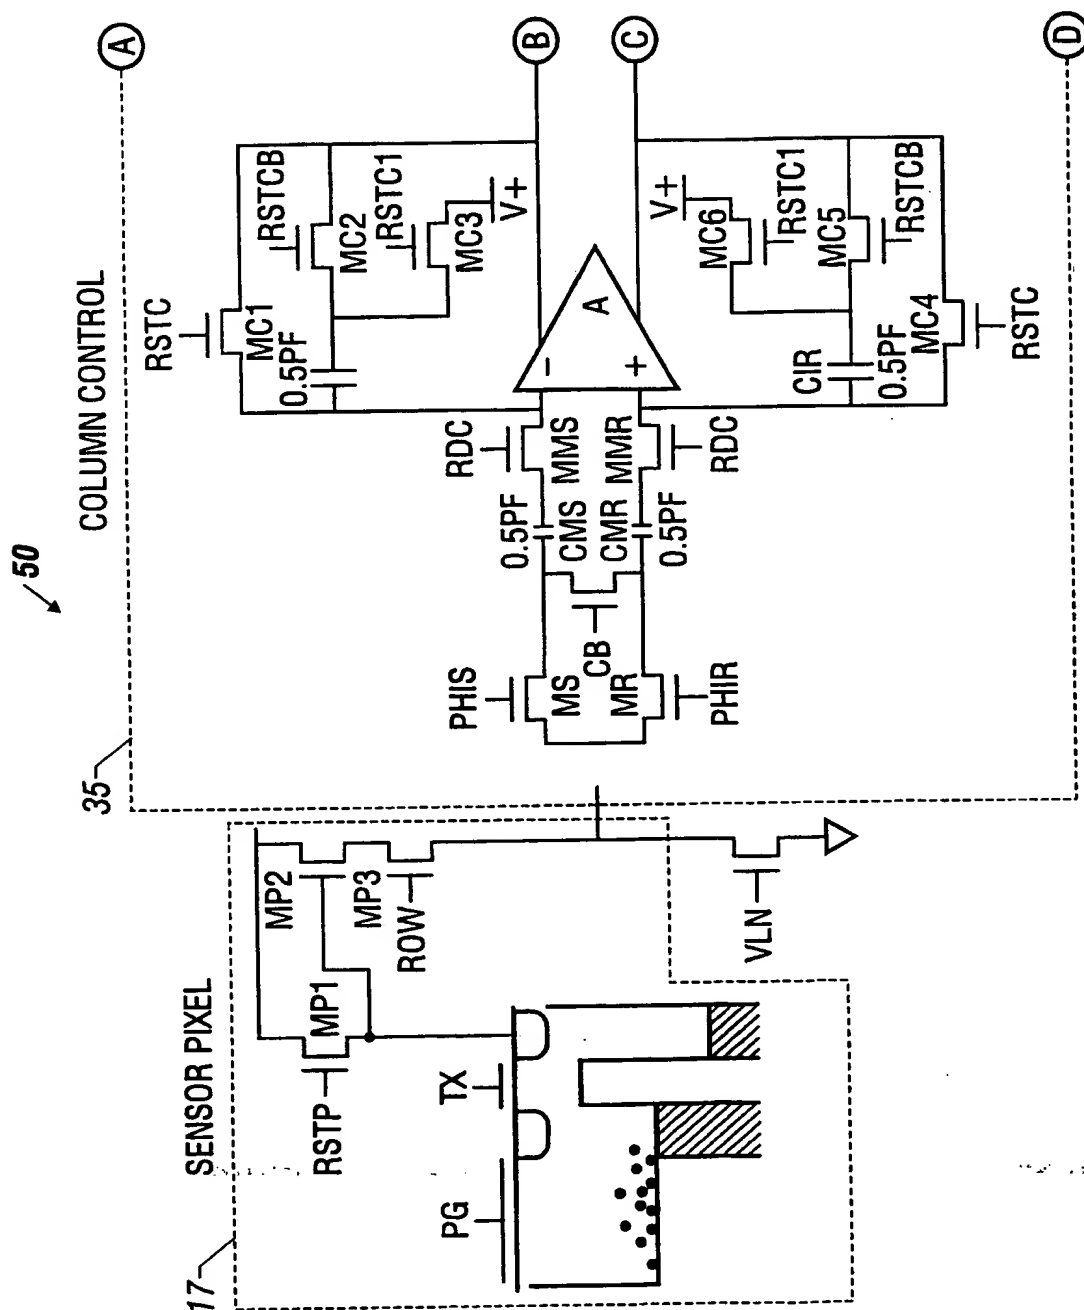 50
17
SENSOR PIXEL
PG
TX
RSTP
MP1
MP2
MP3
ROW
VLN
35
COLUMN CONTROL
PHIS
MS
MR
PHIR
CB
0.5PF
CMS
CMR
0.5PF
RDC
MMS
MMR
RDC
RSTC
MC1
0.5PF
RSTCB
MC2
RSTC1
MC3
V+
-
+
A
V+
MC6
RSTC1
MC5
RSTCB
CIR
0.5PF
MC4
RSTC
A
B
C
D